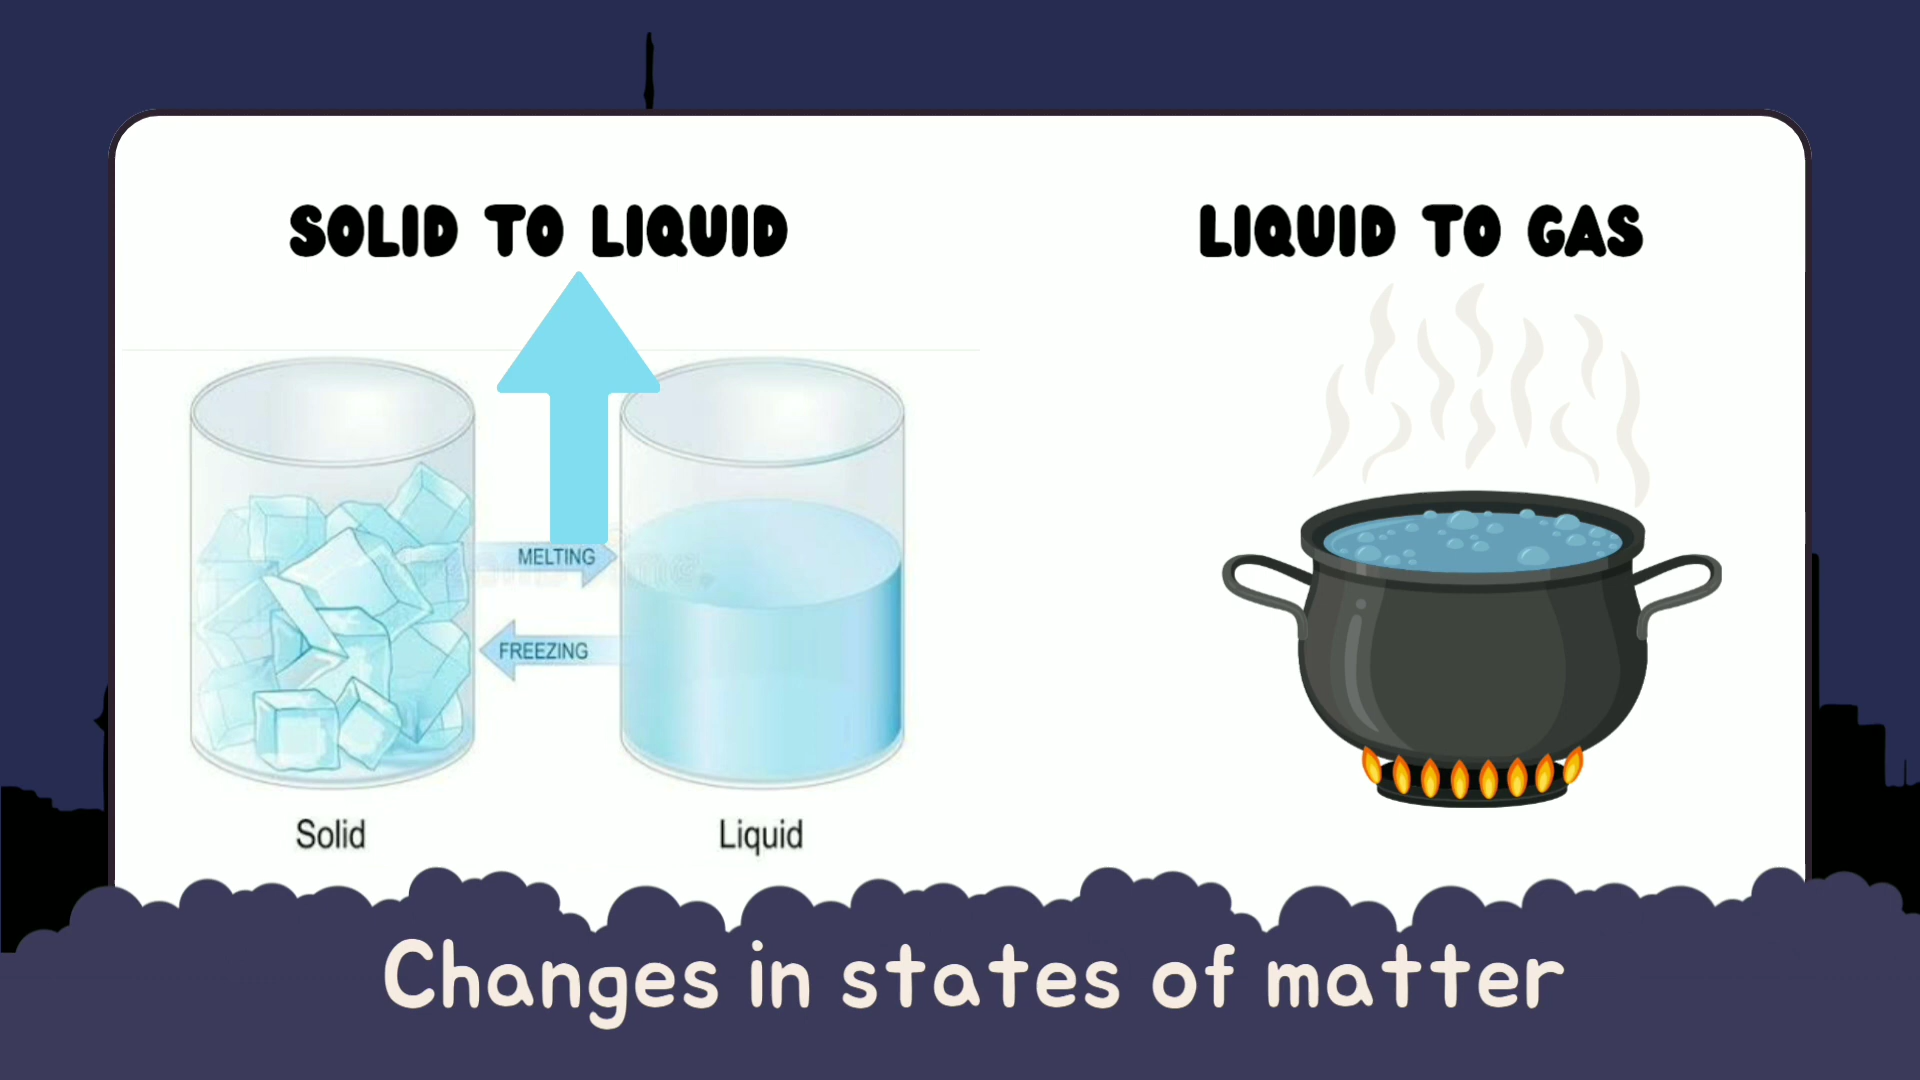 SOLID TO LIQUID
LIQUID TO GAS
MELTING
FREEZING
Solid
Liquid
Changes in states of matter